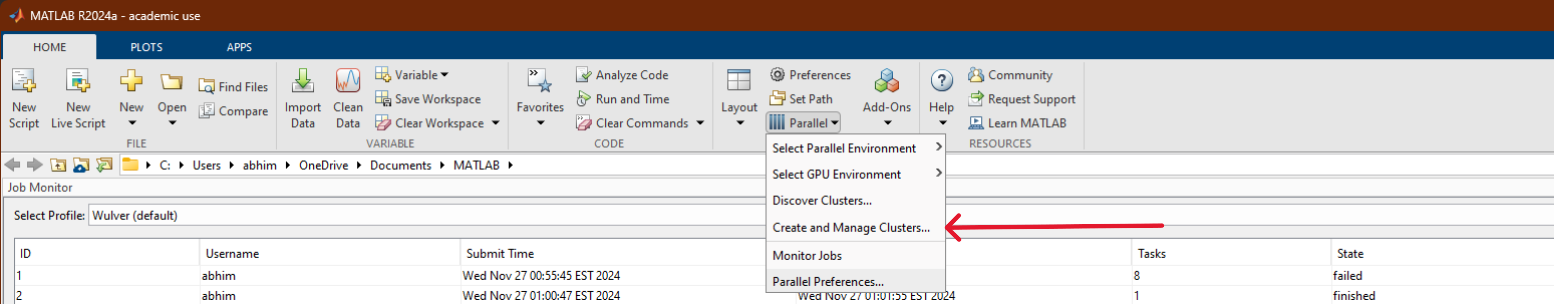 MATLAB R2024a - academic use
HOME PLOTS APPS
New Script
New Live Script
New
Open
Find Files
Compare
FILE
Import Data
Clean Data
Variable
Save Workspace
Clear Workspace
VARIABLE
Favorites
Analyze Code
Run and Time
Clear Commands
CODE
Layout
Preferences
Set Path
Parallel
Add-Ons
Help
Community
Request Support
Learn MATLAB
RESOURCES
Select Parallel Environment
Select GPU Environment
Discover Clusters...
Create and Manage Clusters...
Monitor Jobs
Parallel Preferences...
C: Users abhim OneDrive Documents MATLAB
Job Monitor
Select Profile: Wulver (default)
ID Username Submit Time Tasks State
1 abhim Wed Nov 27 00:55:45 EST 2024 8 failed
2 abhim Wed Nov 27 01:00:47 EST 2024 Wed Nov 27 01:01:55 EST 2024 1 finished